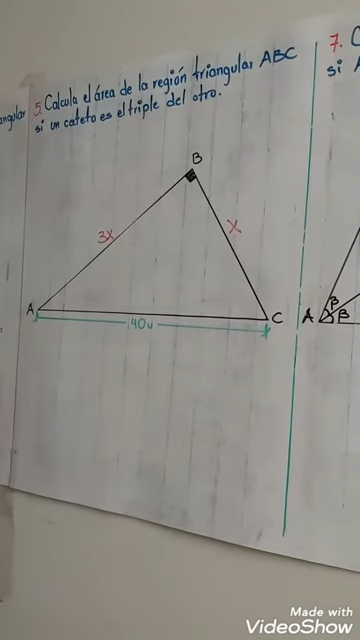 5. Calcula el área de la región triangular ABC
si un cateto es el triple del otro.
B
3x
x
A
C
40u
angular
7. C
si A
β
A
β
Made with
VideoShow